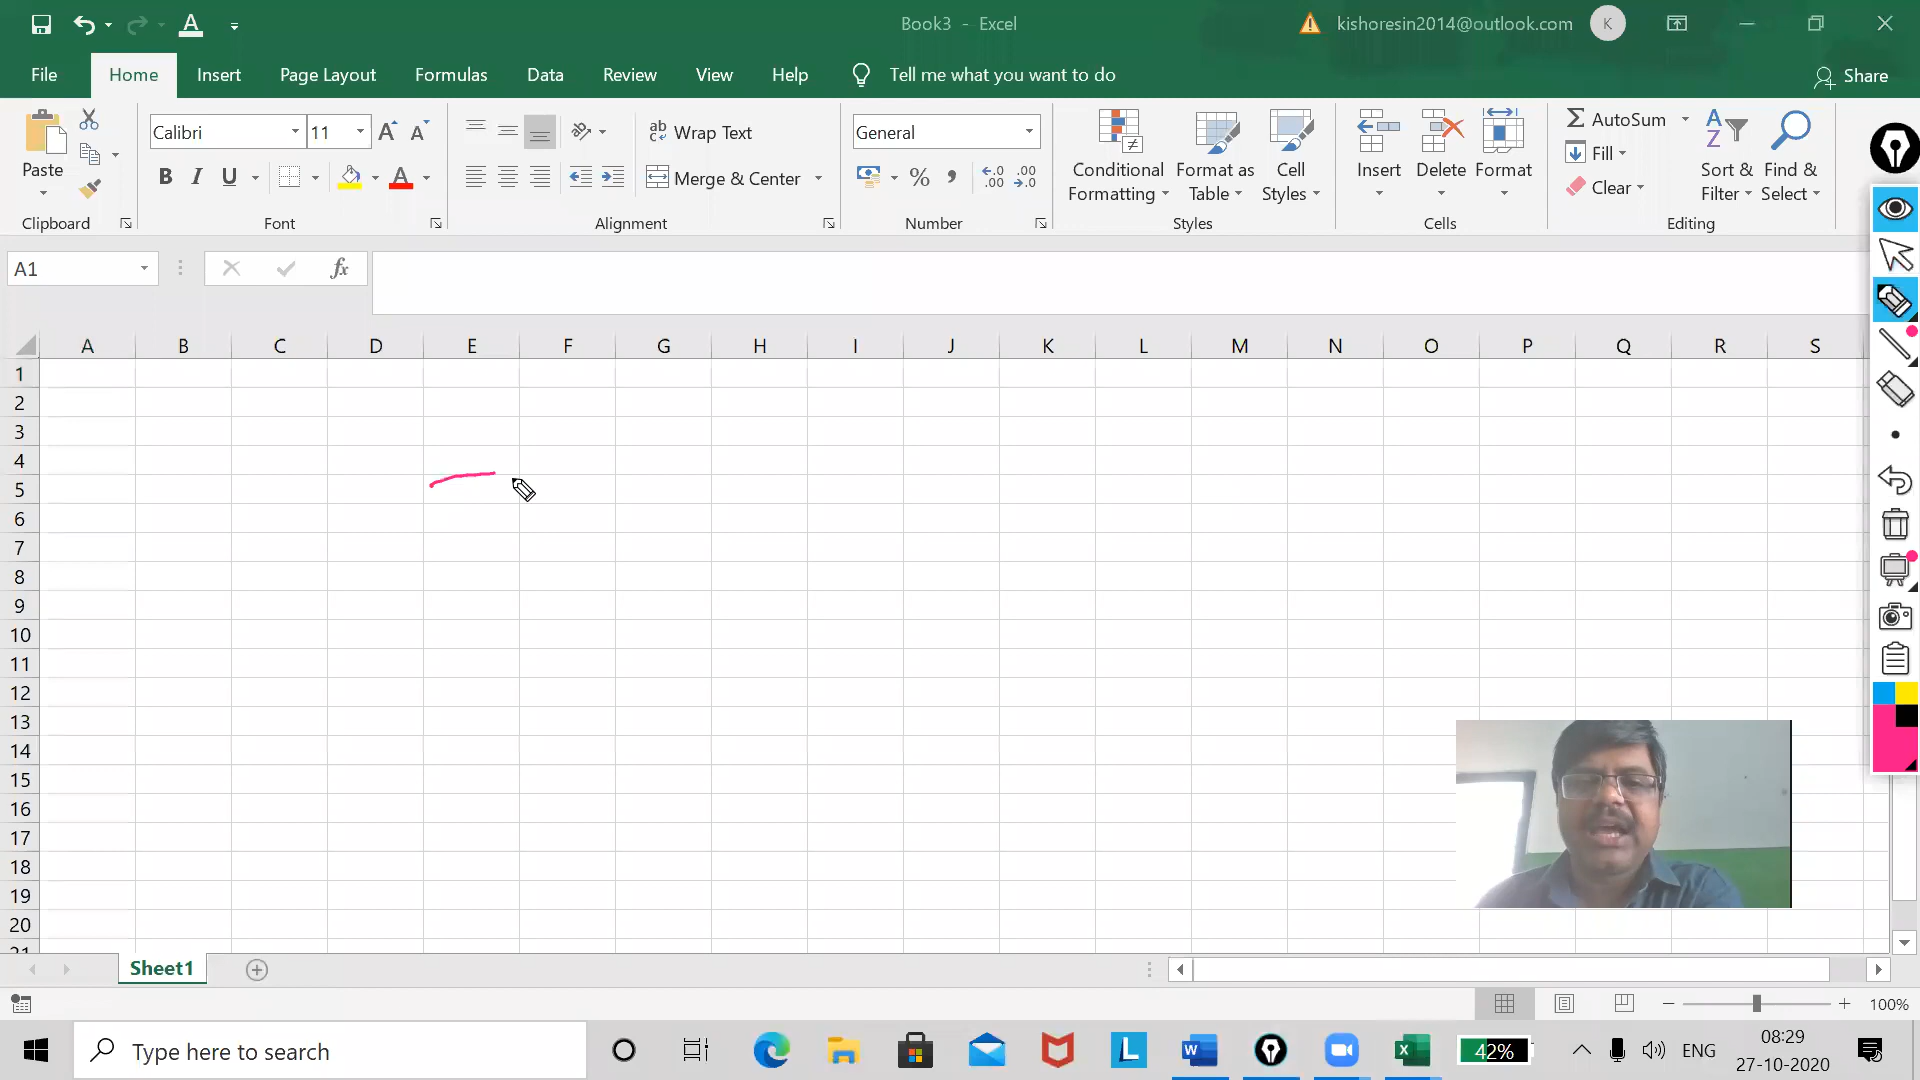 Book3 - Excel
kishoresin2014@outlook.com
K
File Home Insert Page Layout Formulas Data Review View Help Tell me what you want to do Share
Calibri 11 Wrap Text General AutoSum
Fill
Paste B I U Merge & Center % Conditional Formatting Format as Table Cell Styles Insert Delete Format Clear Sort & Filter Find & Select
Clipboard Font Alignment Number Styles Cells Editing
A1 fx
A B C D E F G H I J K L M N O P Q R S
1
2
3
4
5
6
7
8
9
10
11
12
13
14
15
16
17
18
19
20
21
Sheet1
100%
Type here to search 42% ENG 08:29
27-10-2020